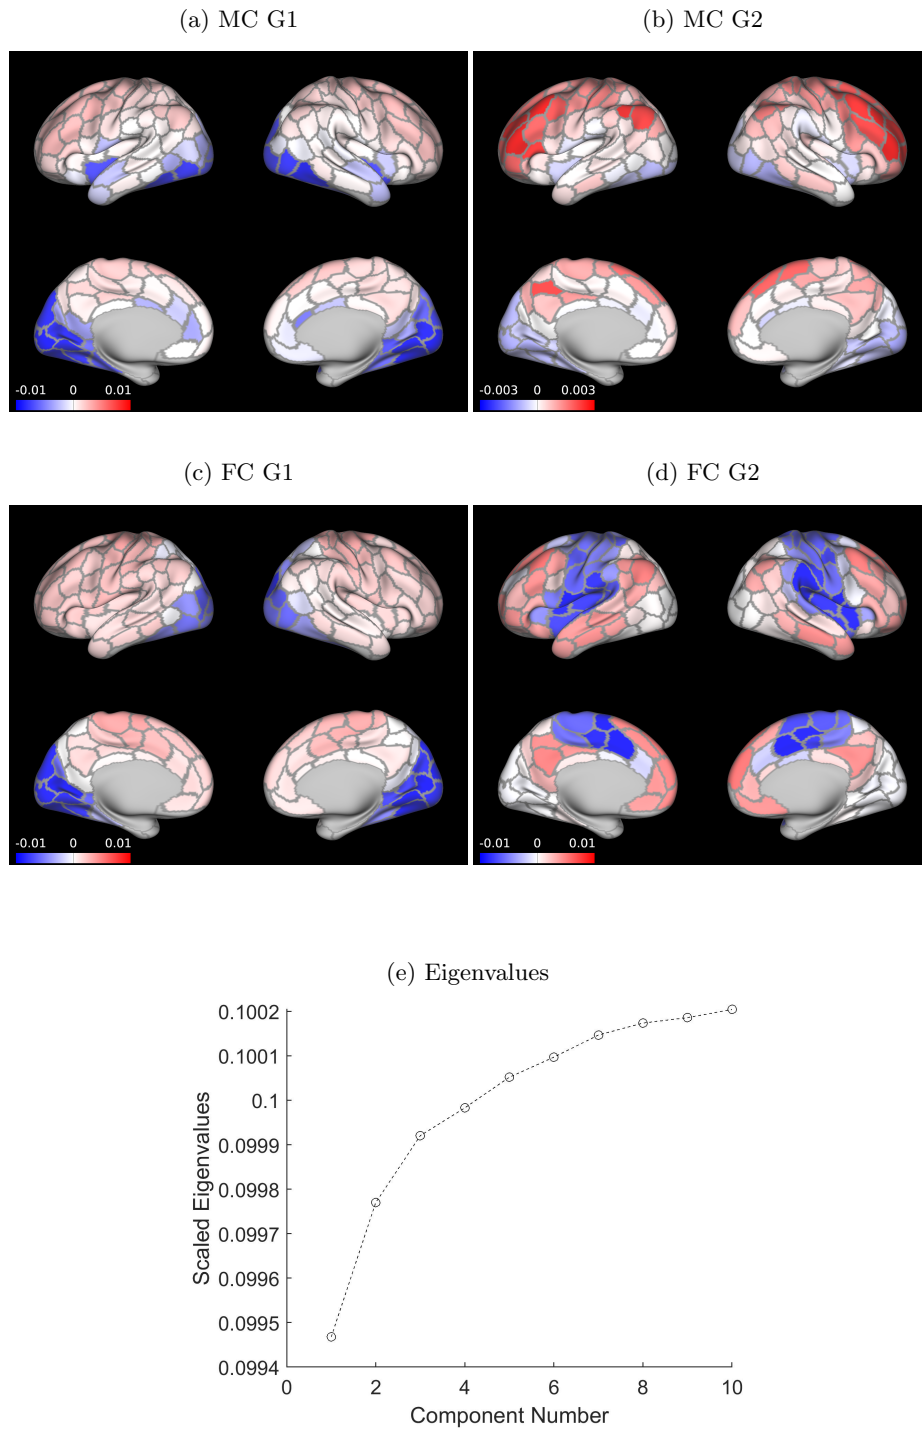 (a) MC G1
(b) MC G2
-0.01 0 0.01
-0.003 0 0.003
(c) FC G1
(d) FC G2
-0.01 0 0.01
-0.01 0 0.01
(e) Eigenvalues
0.1002
0.1001
0.1
0.0999
0.0998
0.0997
0.0996
0.0995
0.0994
Scaled Eigenvalues
0 2 4 6 8 10
Component Number